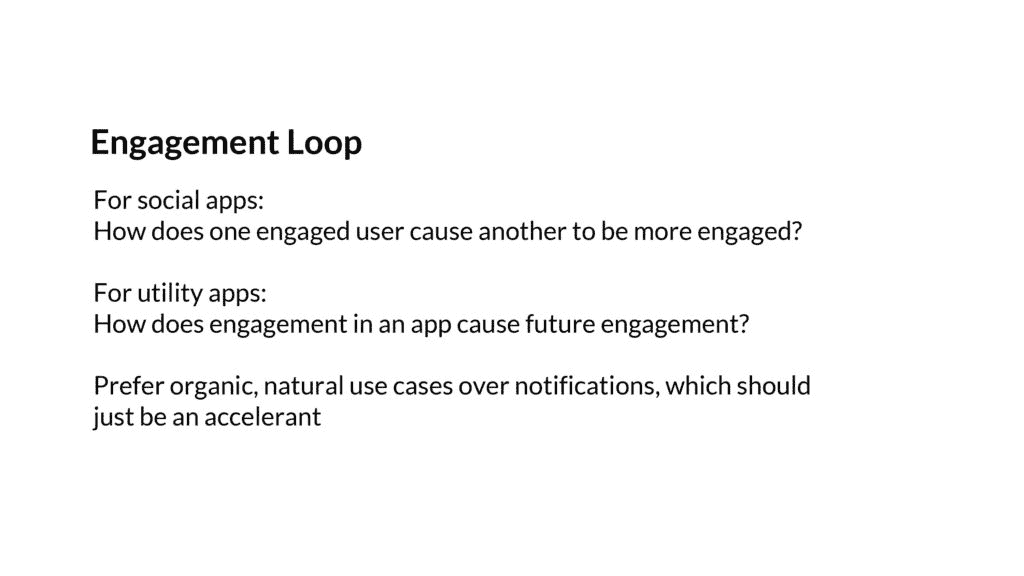 Engagement Loop
For social apps:
How does one engaged user cause another to be more engaged?
For utility apps:
How does engagement in an app cause future engagement?
Prefer organic, natural use cases over notifications, which should
just be an accelerant